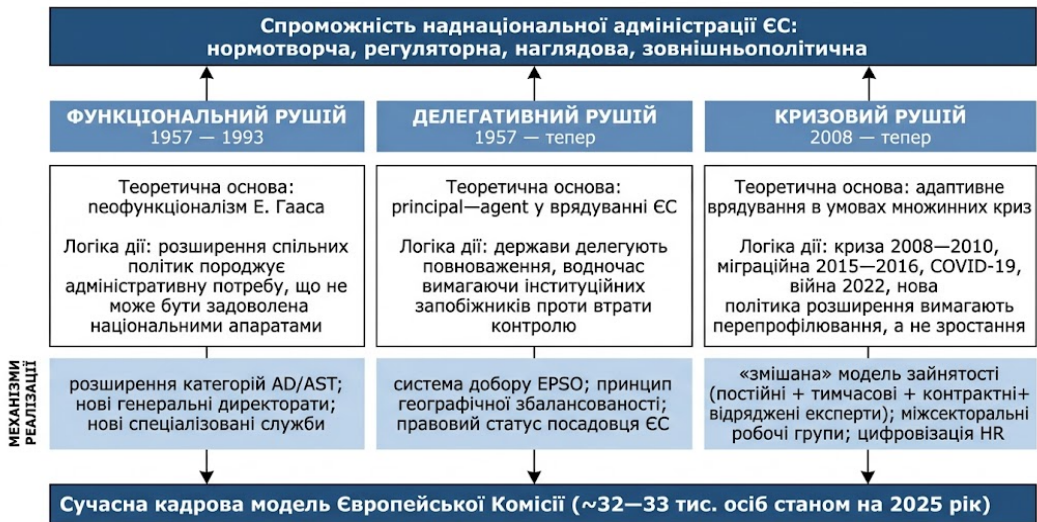 Спроможність наднаціональної адміністрації ЄС:
нормотворча, регуляторна, наглядова, зовнішньополітична
ФУНКЦІОНАЛЬНИЙ РУШІЙ
1957 — 1993
Теоретична основа:
неофункціоналізм Е. Гааса
Логіка дії: розширення спільних
політик породжує
адміністративну потребу, що не
може бути задоволена
національними апаратами
ДЕЛЕГАТИВНИЙ РУШІЙ
1957 — тепер
Теоретична основа:
principal—agent у врядуванні ЄС
Логіка дії: держави делегують
повноваження, водночас
вимагаючи інституційних
запобіжників проти втрати
контролю
КРИЗОВИЙ РУШІЙ
2008 — тепер
Теоретична основа: адаптивне
врядування в умовах множинних криз
Логіка дії: криза 2008—2010,
міграційна 2015—2016, COVID-19,
війна 2022, нова
політика розширення вимагають
перепрофілювання, а не зростання
МЕХАНІЗМИ
РЕАЛІЗАЦІЇ
розширення категорій AD/AST;
нові генеральні директорати;
нові спеціалізовані служби
система добору EPSO; принцип
географічної збалансованості;
правовий статус посадовця ЄС
«змішана» модель зайнятості
(постійні + тимчасові + контрактні+
відряджені експерти); міжсекторальні
робочі групи; цифровізація HR
Сучасна кадрова модель Європейської Комісії (~32—33 тис. осіб станом на 2025 рік)